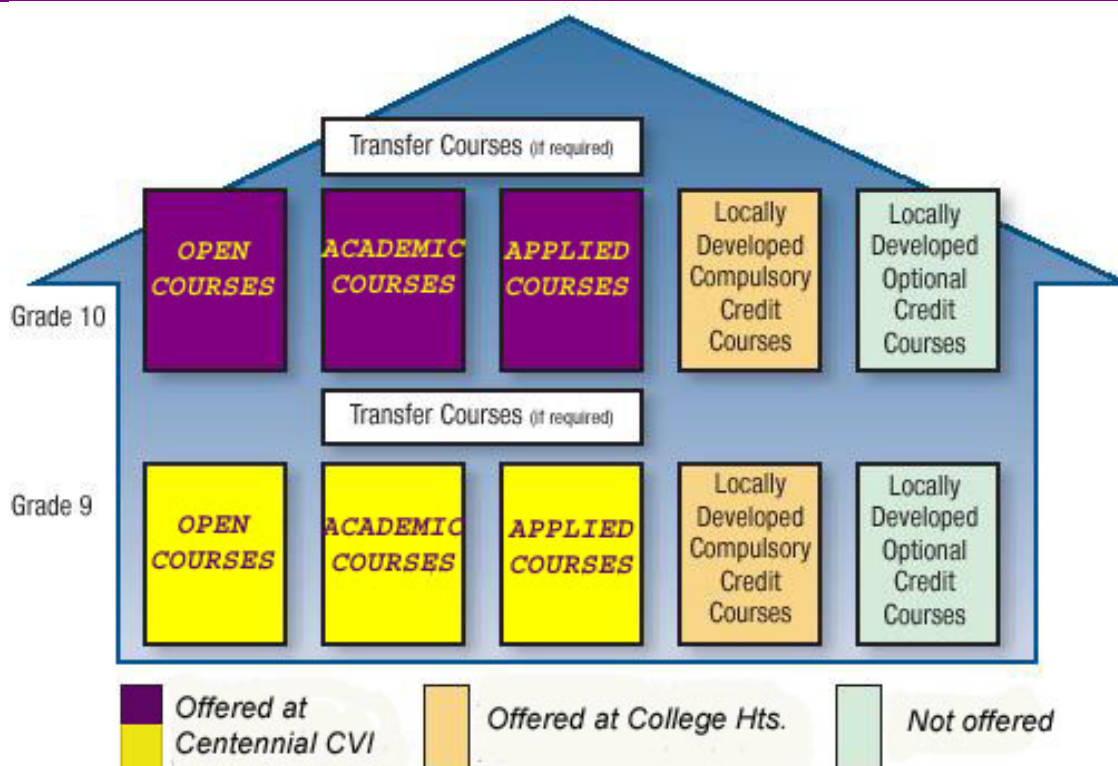 Transfer Courses (if required)
OPEN
COURSES
ACADEMIC
COURSES
APPLIED
COURSES
Locally
Developed
Compulsory
Credit
Courses
Locally
Developed
Optional
Credit
Courses
Grade 10
Transfer Courses (if required)
Grade 9
OPEN
COURSES
ACADEMIC
COURSES
APPLIED
COURSES
Locally
Developed
Compulsory
Credit
Courses
Locally
Developed
Optional
Credit
Courses
Offered at
Centennial CVI
Offered at College Hts.
Not offered